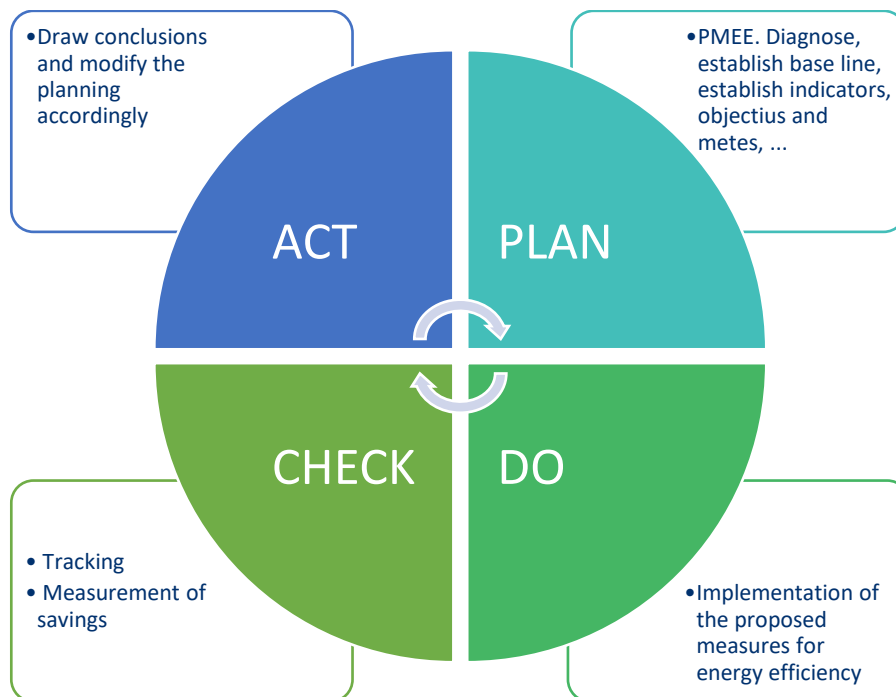 •Draw conclusions
and modify the
planning
accordingly
•PMEE. Diagnose,
establish base line,
establish indicators,
objectius and
metes, ...
ACT
PLAN
CHECK
DO
• Tracking
• Measurement of
savings
•Implementation of
the proposed
measures for
energy efficiency